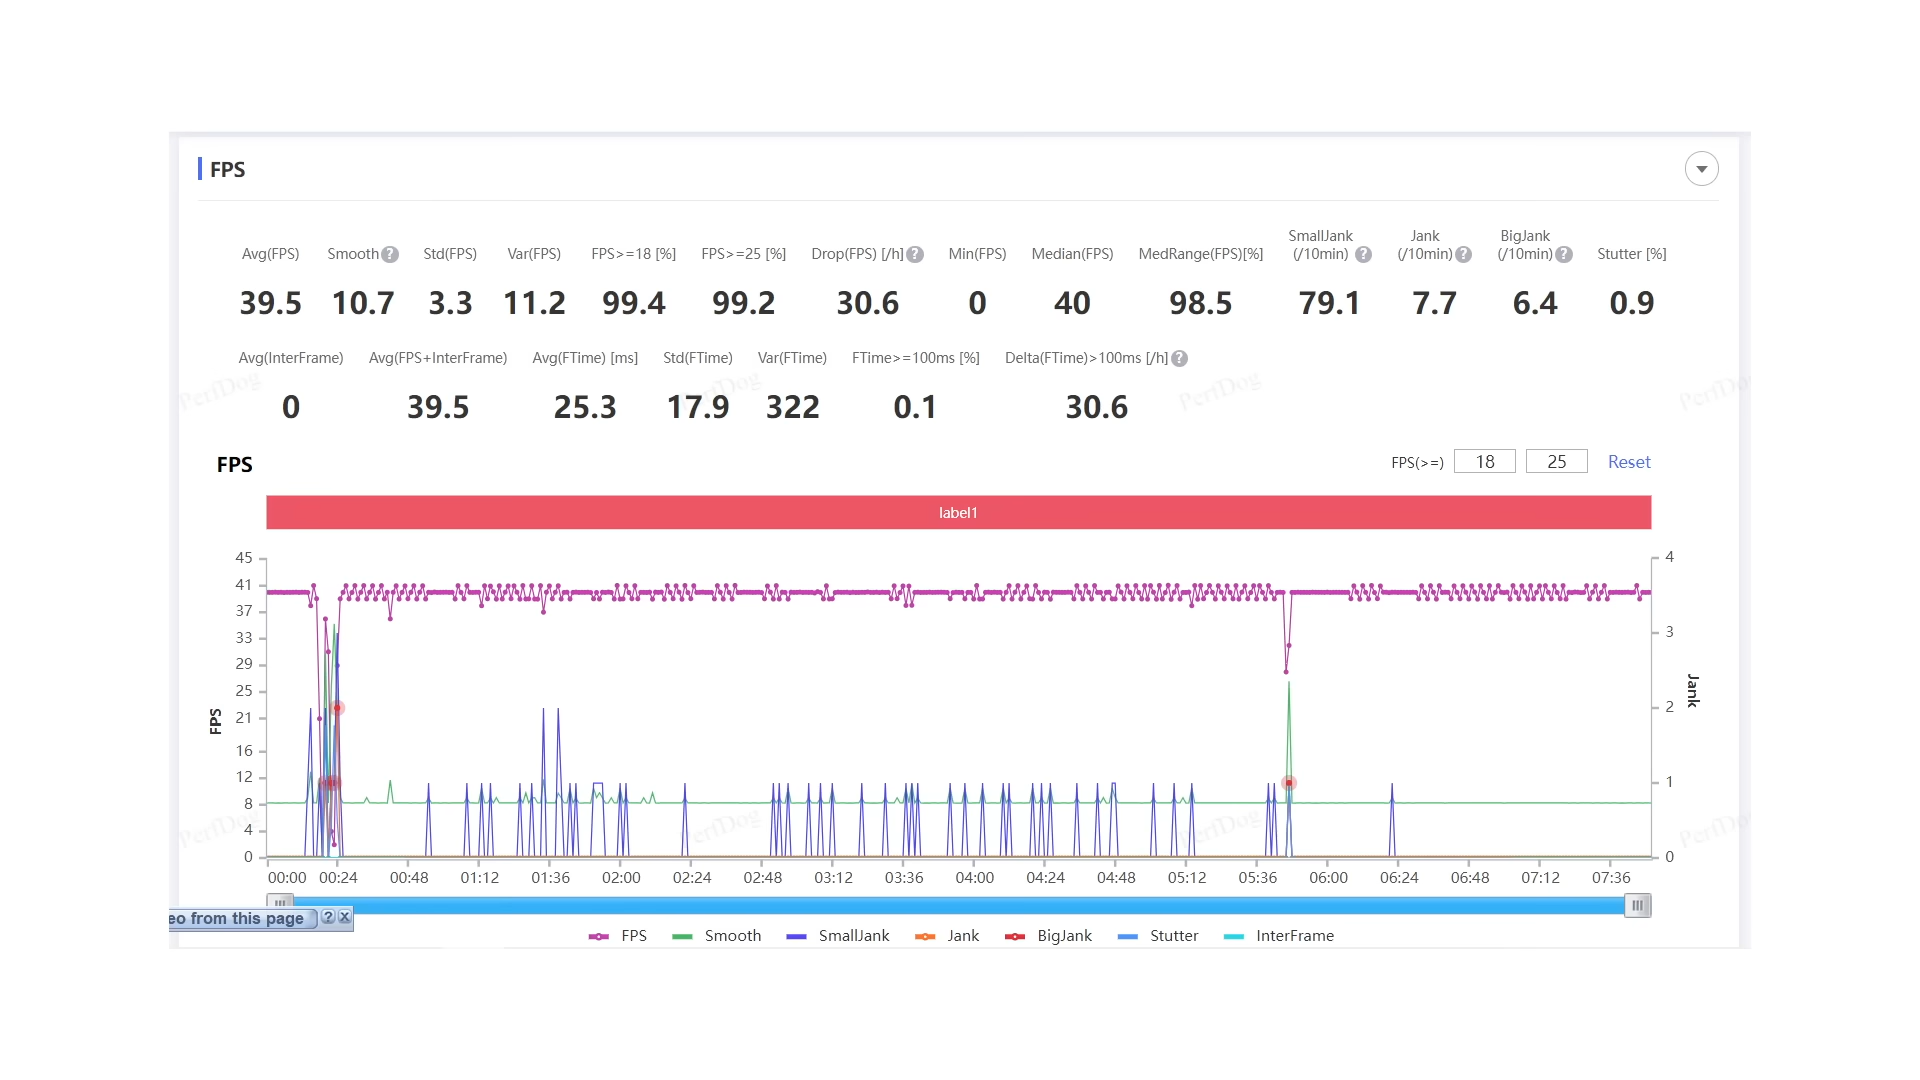 FPS
Avg(FPS) Smooth ? Std(FPS) Var(FPS) FPS>=18 [%] FPS>=25 [%] Drop(FPS) [/h] ? Min(FPS) Median(FPS) MedRange(FPS)[%] SmallJank (/10min) ? Jank (/10min) ? BigJank (/10min) ? Stutter [%]
39.5 10.7 3.3 11.2 99.4 99.2 30.6 0 40 98.5 79.1 7.7 6.4 0.9
Avg(InterFrame) Avg(FPS+InterFrame) Avg(FTime) [ms] Std(FTime) Var(FTime) FTime>=100ms [%] Delta(FTime)>100ms [/h] ?
0 39.5 25.3 17.9 322 0.1 30.6
PerfDog PerfDog PerfDog PerfDog
FPS
FPS(>=) 18 25 Reset
label1
45 4
41
37
33 3
29
25
21 2
16
12 1
8
4
0 0
FPS
Jank
PerfDog PerfDog PerfDog PerfDog
00:00 00:24 00:48 01:12 01:36 02:00 02:24 02:48 03:12 03:36 04:00 04:24 04:48 05:12 05:36 06:00 06:24 06:48 07:12 07:36
eo from this page ? X
FPS Smooth SmallJank Jank BigJank Stutter InterFrame